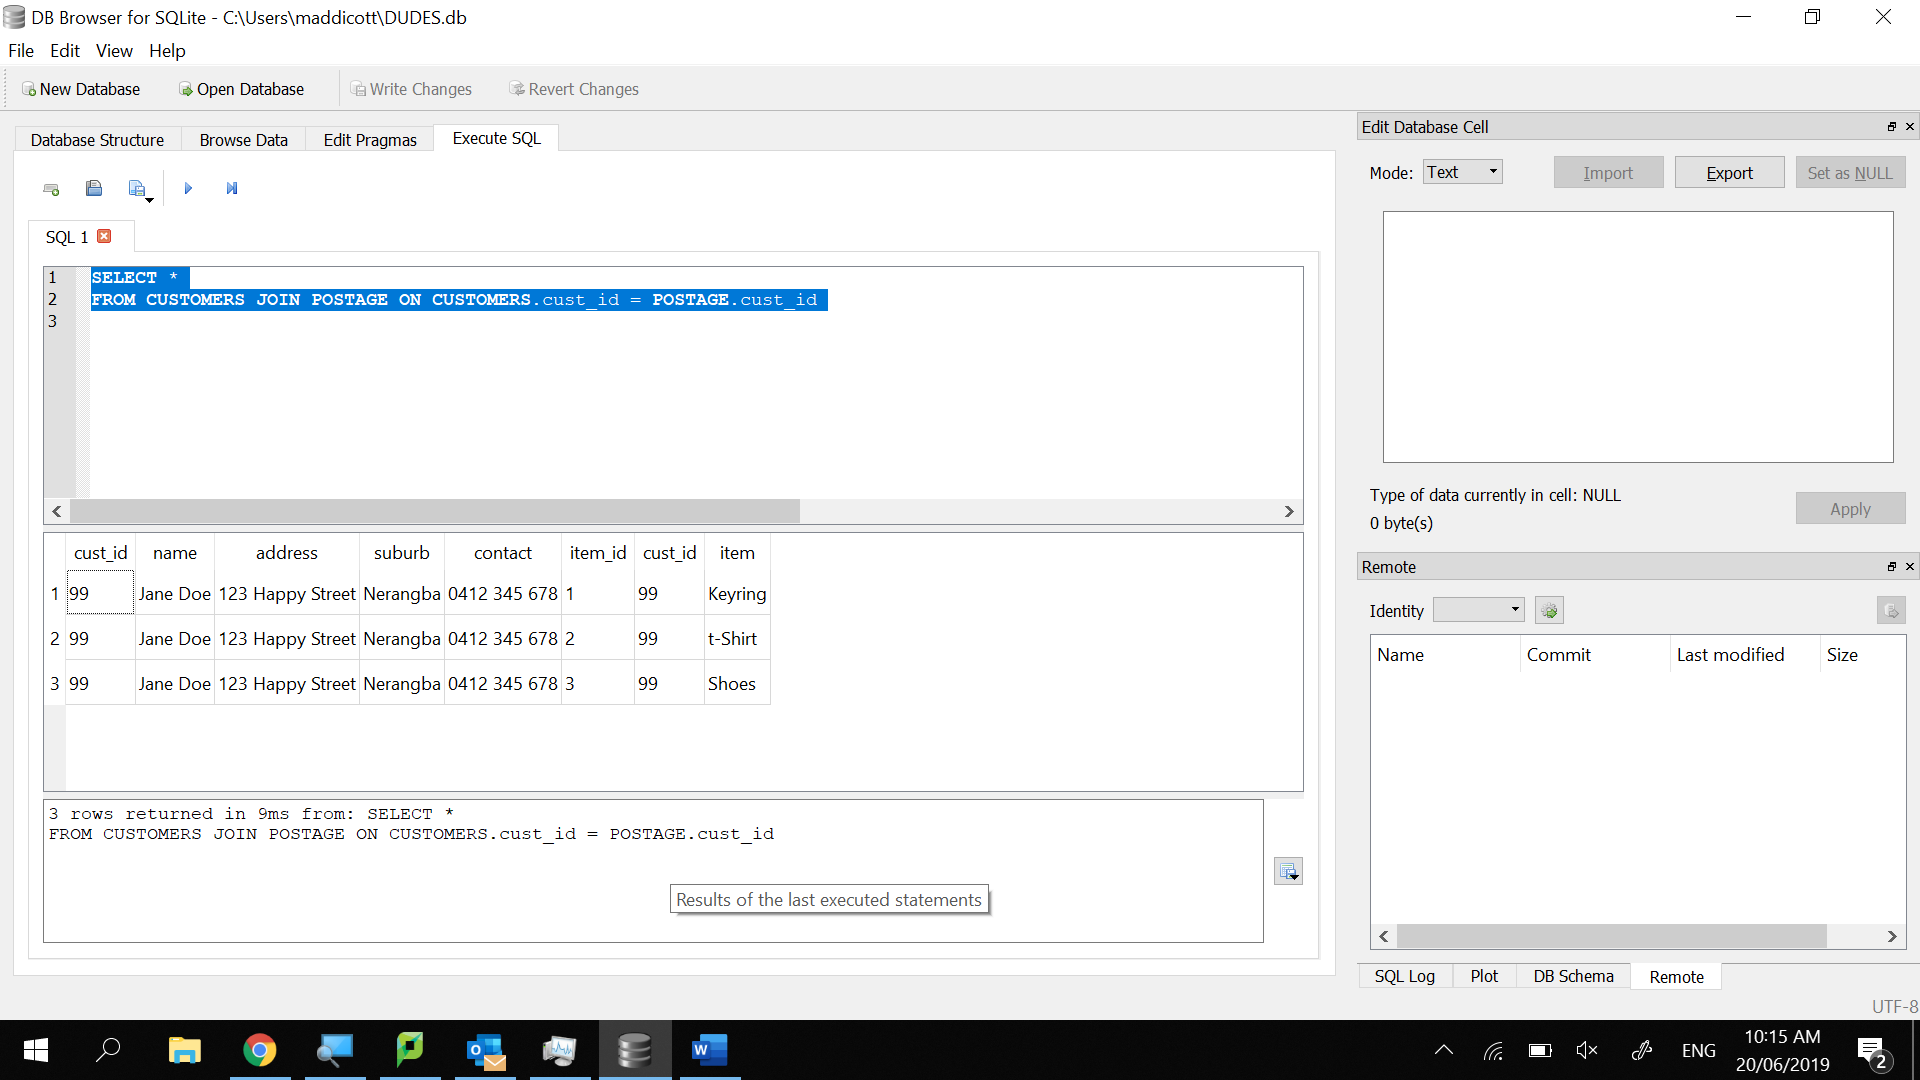 DB Browser for SQLite - C:\Users\maddicott\DUDES.db
File Edit View Help
New Database Open Database Write Changes Revert Changes
Database Structure Browse Data Edit Pragmas Execute SQL
SQL 1
1 SELECT *
2 FROM CUSTOMERS JOIN POSTAGE ON CUSTOMERS.cust_id = POSTAGE.cust_id
3
cust_id name address suburb contact item_id cust_id item
1 99 Jane Doe 123 Happy Street Nerangba 0412 345 678 1 99 Keyring
2 99 Jane Doe 123 Happy Street Nerangba 0412 345 678 2 99 t-Shirt
3 99 Jane Doe 123 Happy Street Nerangba 0412 345 678 3 99 Shoes
3 rows returned in 9ms from: SELECT *
FROM CUSTOMERS JOIN POSTAGE ON CUSTOMERS.cust_id = POSTAGE.cust_id
Results of the last executed statements
Edit Database Cell
Mode: Text Import Export Set as NULL
Type of data currently in cell: NULL
0 byte(s)
Apply
Remote
Identity
Name Commit Last modified Size
SQL Log Plot DB Schema Remote
UTF-8
ENG
10:15 AM
20/06/2019
2